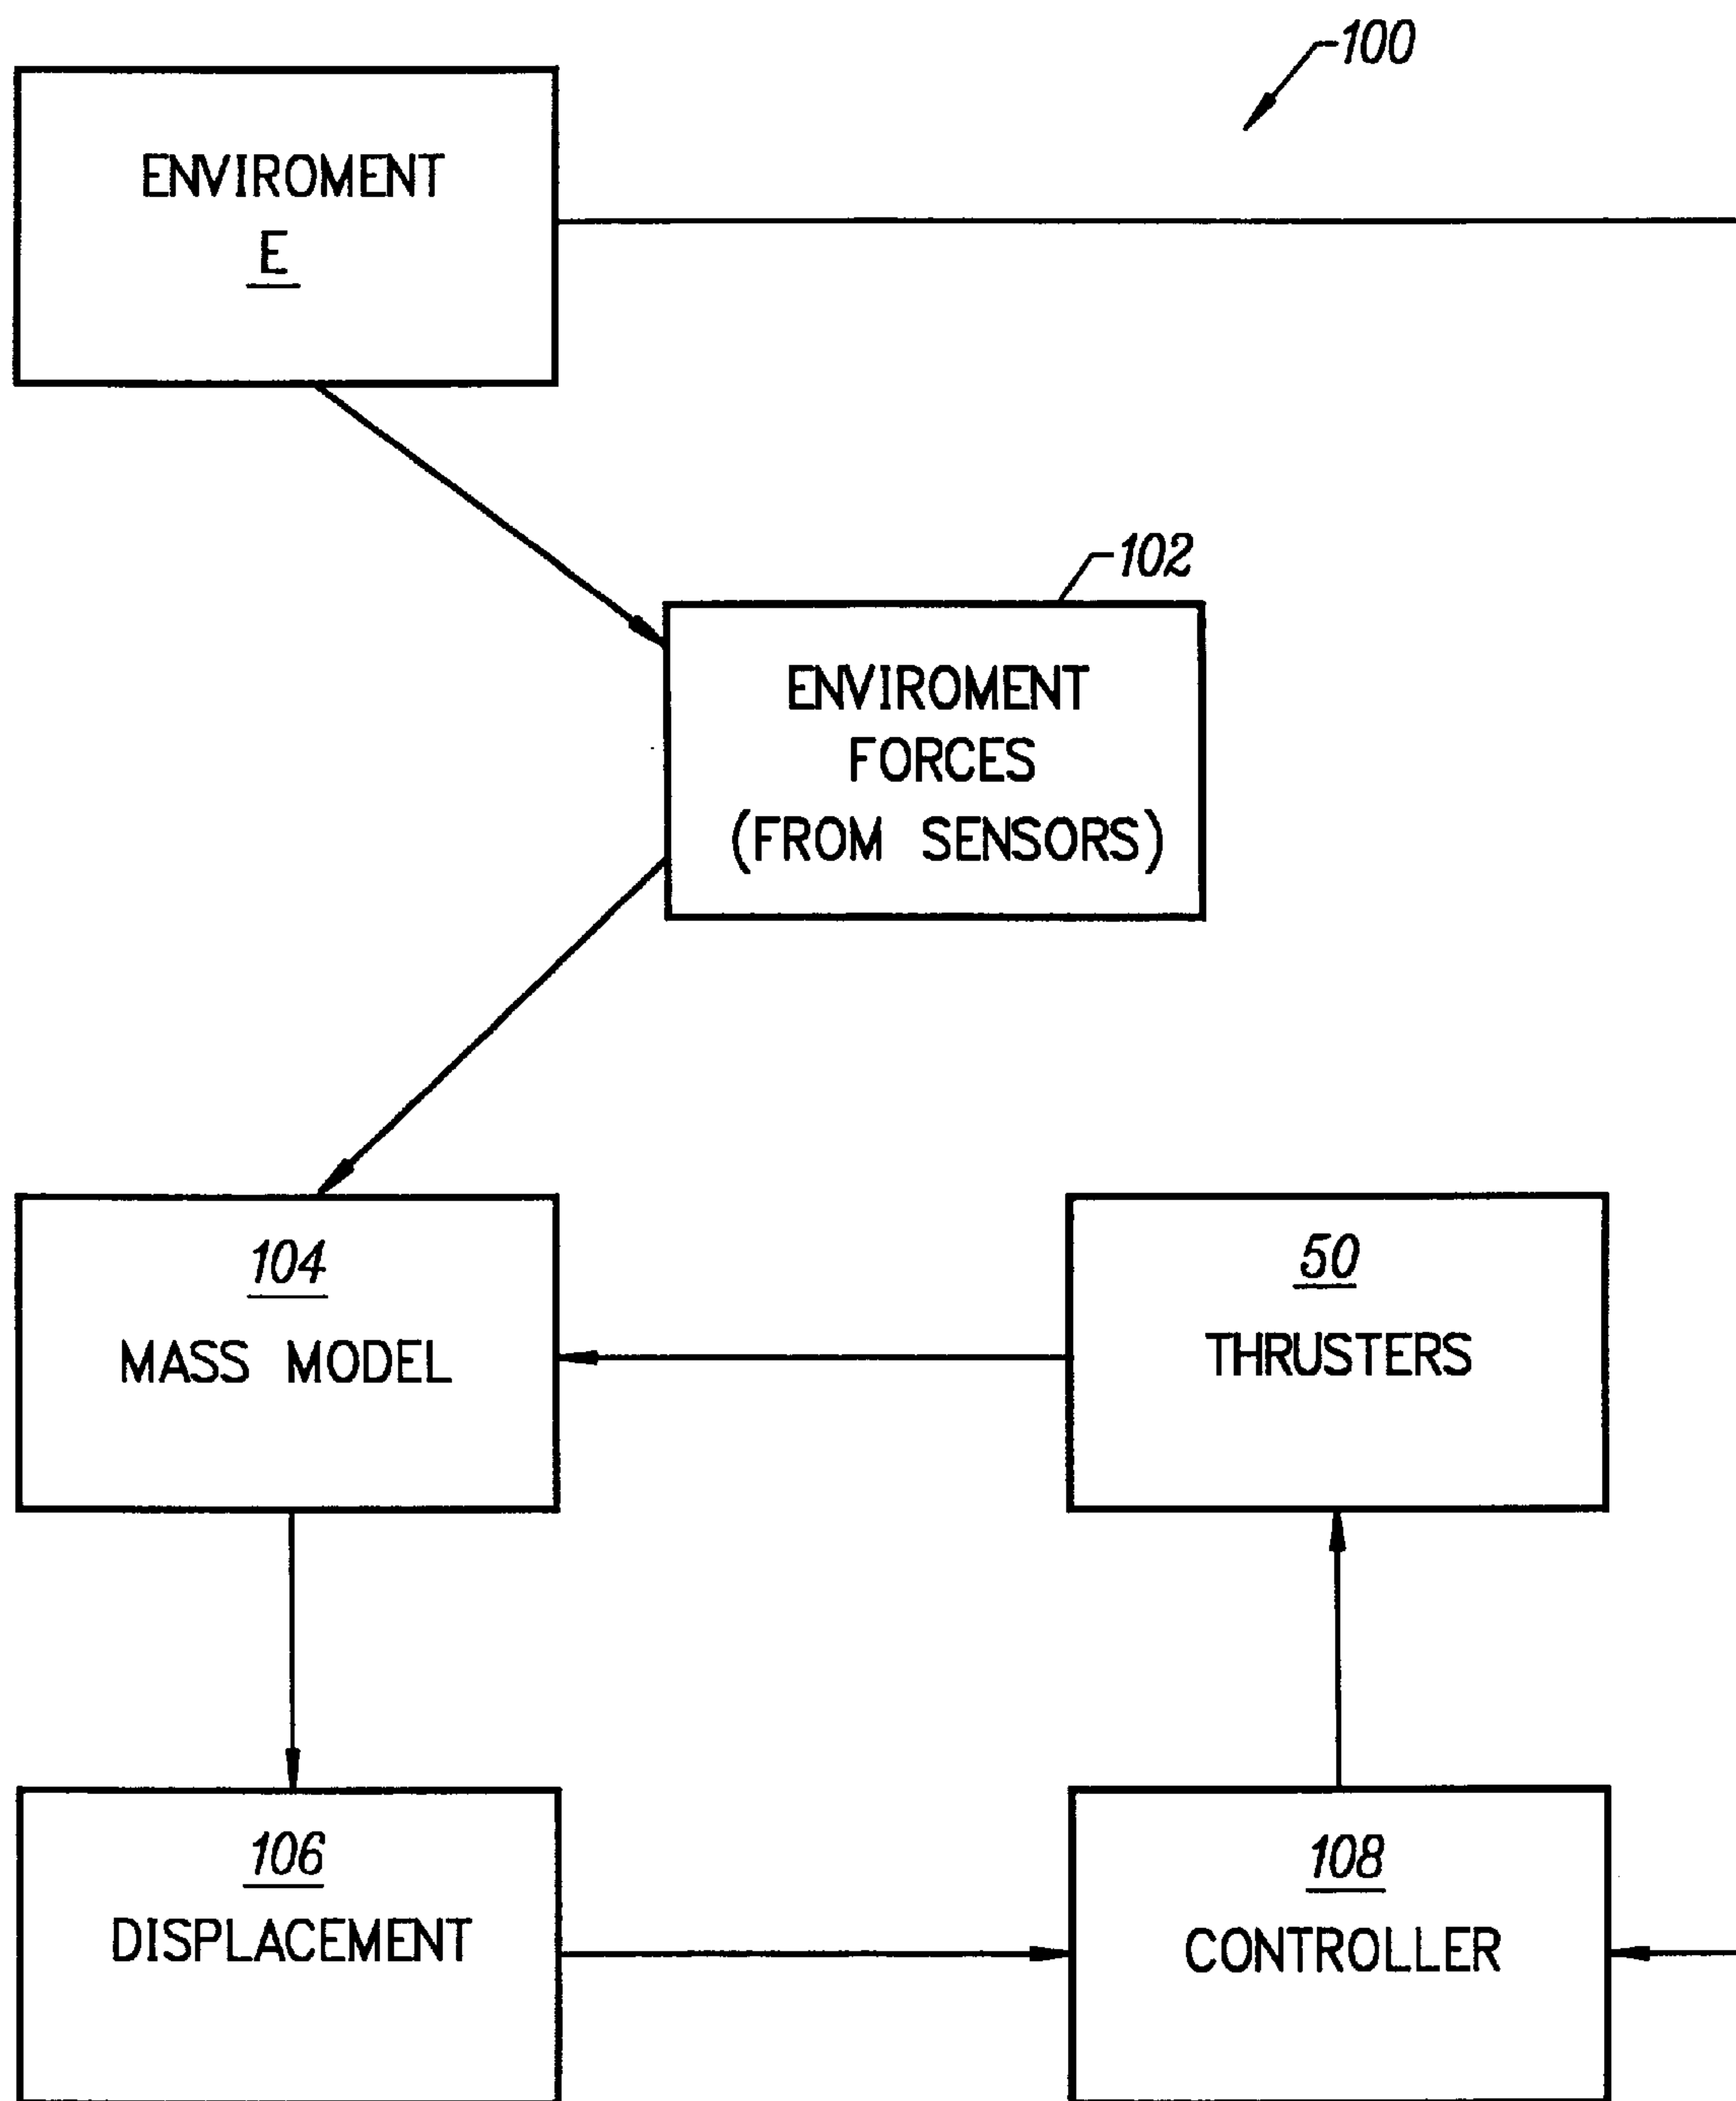 100
ENVIROMENT
E
102
ENVIROMENT
FORCES
(FROM SENSORS)
104
MASS MODEL
50
THRUSTERS
106
DISPLACEMENT
108
CONTROLLER